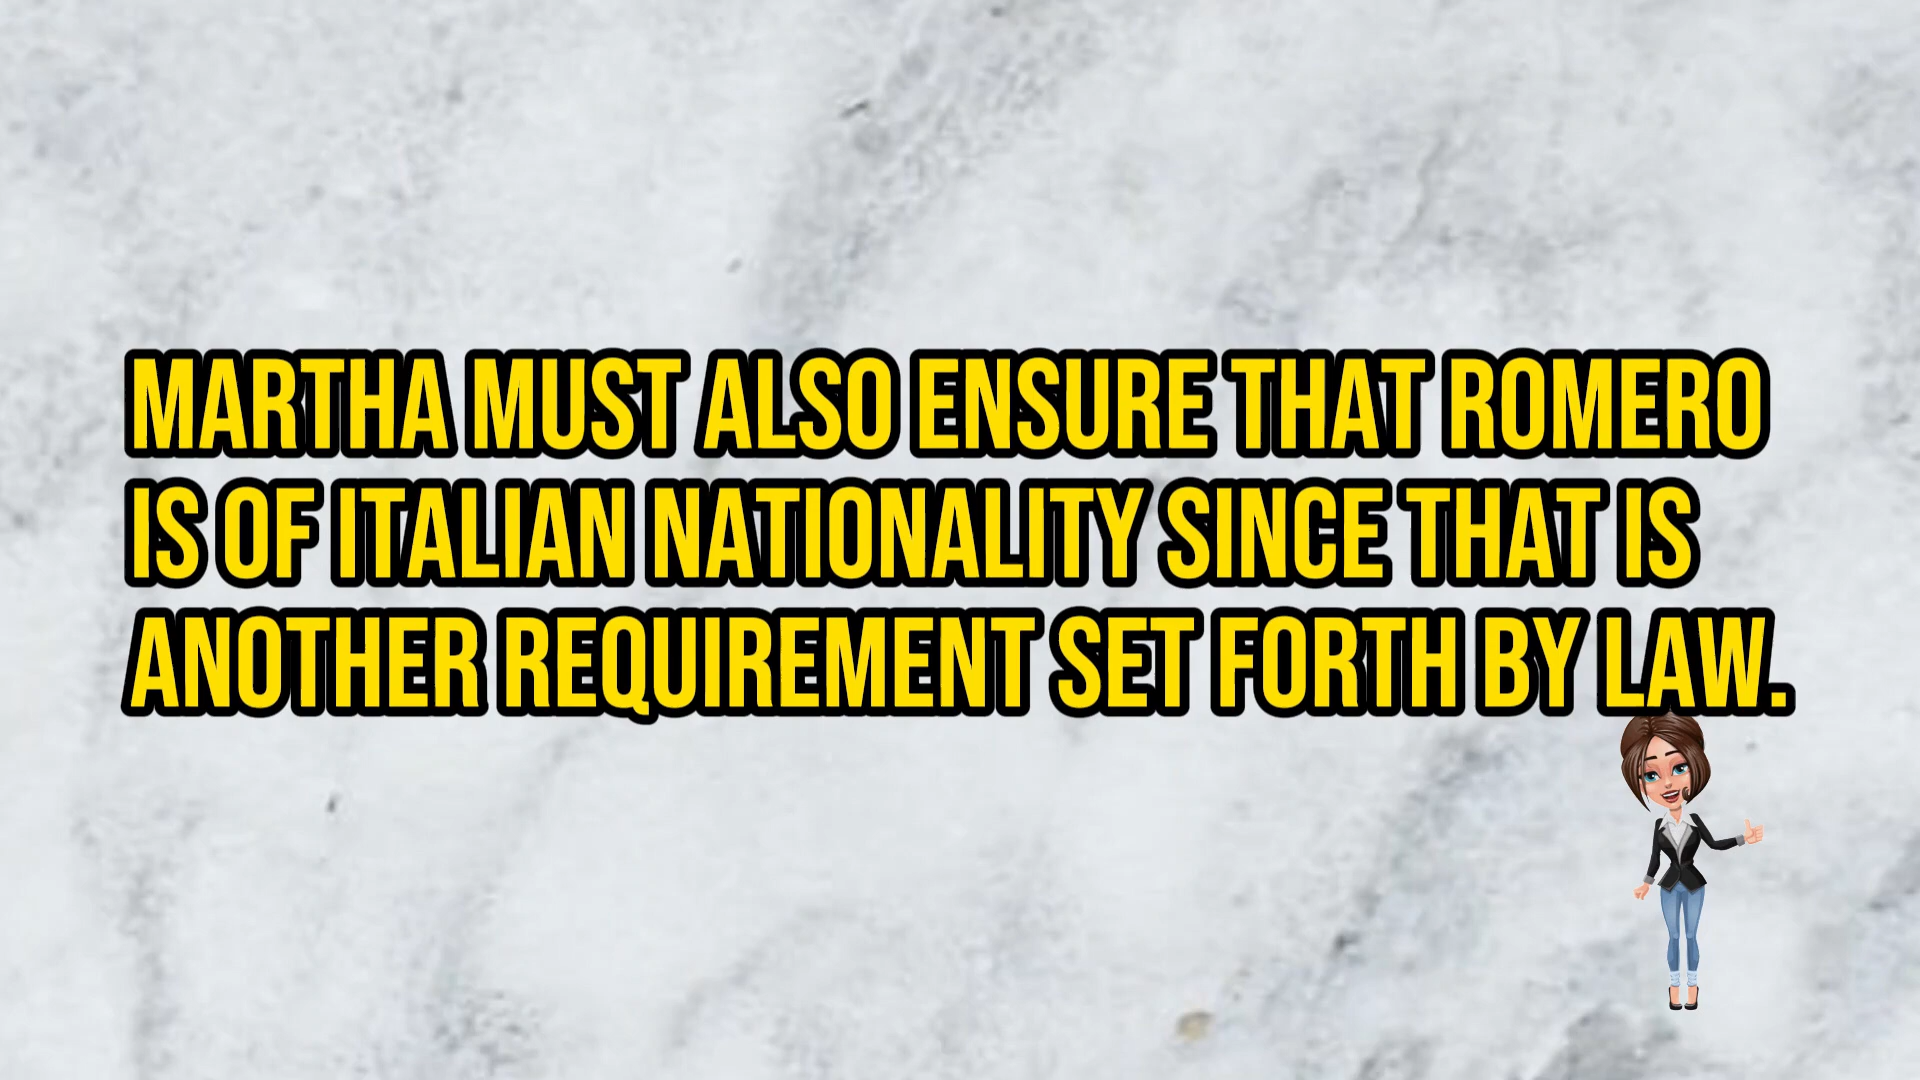 MARTHA MUST ALSO ENSURE THAT ROMERO
IS OF ITALIAN NATIONALITY SINCE THAT IS
ANOTHER REQUIREMENT SET FORTH BY LAW.